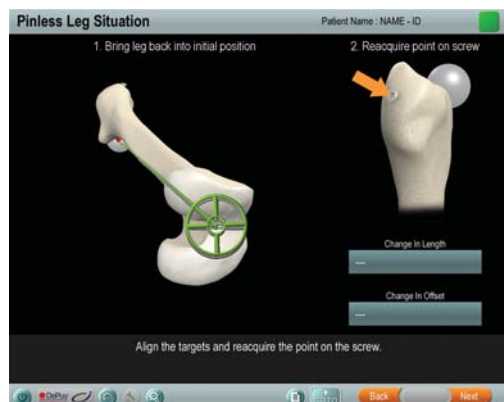 Pinless Leg Situation
Patient Name : NAME - ID
1. Bring leg back into initial position
2. Reacquire point on screw
Change In Length
---
Change In Offset
---
Align the targets and reacquire the point on the screw.
DePuy
Back
Next